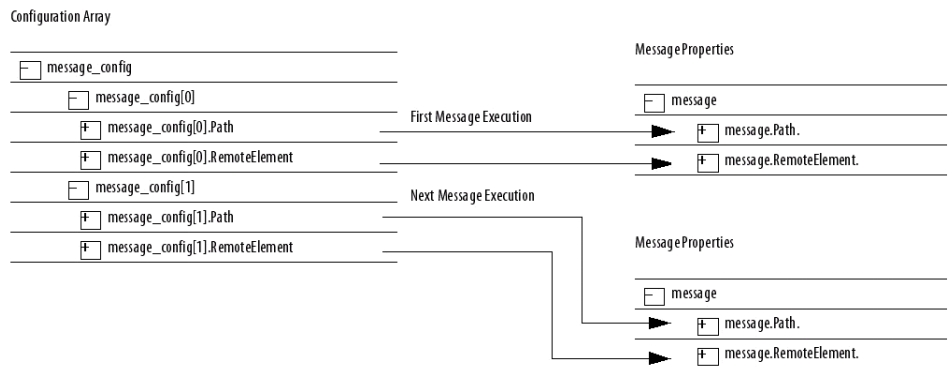 Configuration Array
message_config
message_config[0]
message_config[0].Path
message_config[0].RemoteElement
message_config[1]
message_config[1].Path
message_config[1].RemoteElement
First Message Execution
Next Message Execution
Message Properties
message
message.Path.
message.RemoteElement.
Message Properties
message
message.Path.
message.RemoteElement.